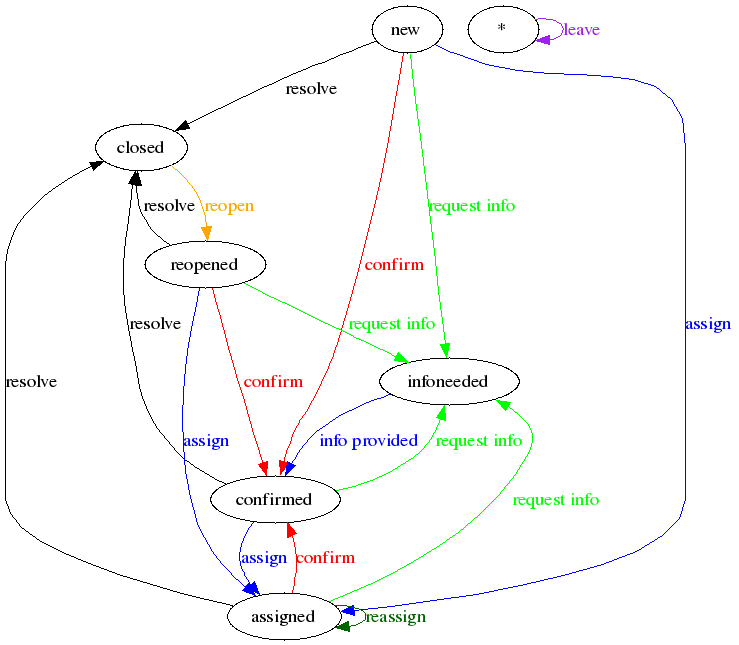 new
*
leave
resolve
closed
resolve
reopen
request info
reopened
confirm
resolve
request info
assign
resolve
confirm
infoneeded
assign
info provided
request info
confirmed
request info
assign
confirm
assigned
reassign